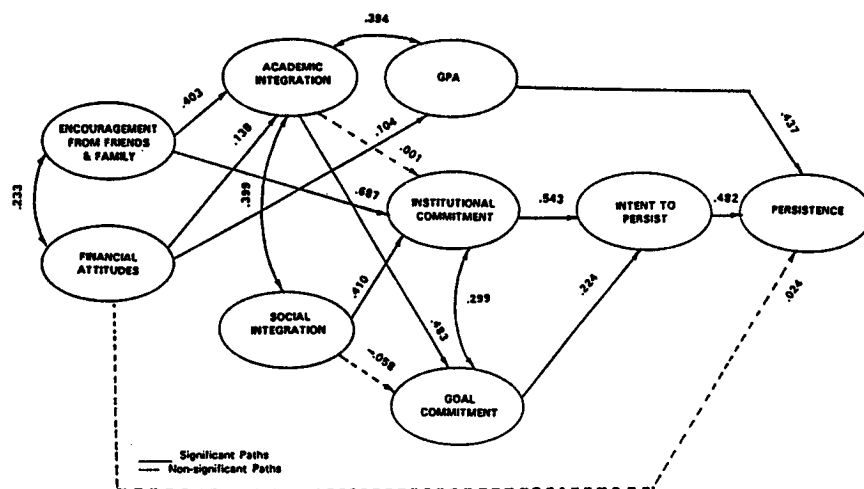 .394
ACADEMIC
INTEGRATION
GPA
.403
ENCOURAGEMENT
FROM FRIENDS
& FAMILY
.138
.104
.437
.001
.233
.399
.687
INSTITUTIONAL
COMMITMENT
.543
INTENT TO
PERSIST
.482
PERSISTENCE
FINANCIAL
ATTITUDES
.410
.299
.224
.024
SOCIAL
INTEGRATION
.483
-.058
GOAL
COMMITMENT
Significant Paths
Non-significant Paths